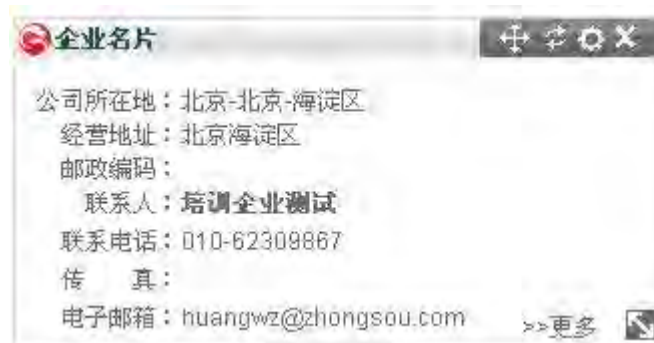 企业名片
公司所在地：北京-北京-海淀区
经营地址：北京海淀区
邮政编码：
联系人：培训企业测试
联系电话：010-62309867
传 真：
电子邮箱：huangwz@zhongsou.com
>>更多